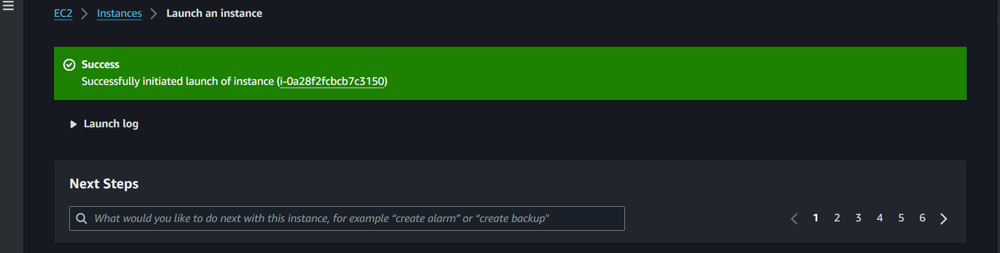 EC2 Instances Launch an instance
Success
Successfully initiated launch of instance (i-0a28f2fcbcb7c3150)
Launch log
Next Steps
What would you like to do next with this instance, for example “create alarm” or “create backup"
1 2 3 4 5 6